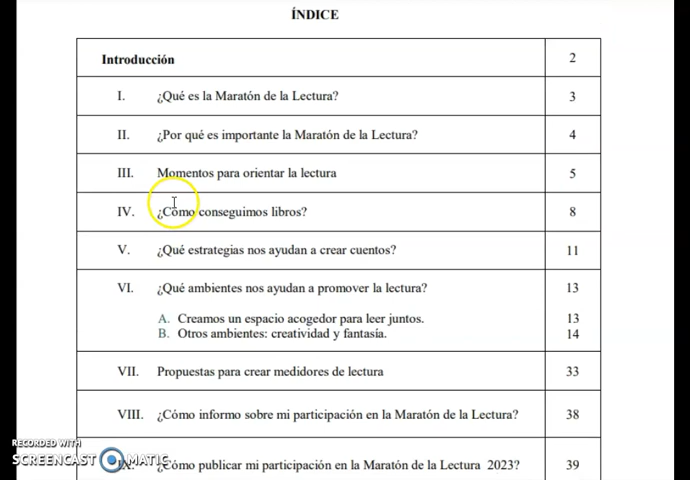 ÍNDICE
Introducción 2
I. ¿Qué es la Maratón de la Lectura? 3
II. ¿Por qué es importante la Maratón de la Lectura? 4
III. Momentos para orientar la lectura 5
IV. ¿Cómo conseguimos libros? 8
V. ¿Qué estrategias nos ayudan a crear cuentos? 11
VI. ¿Qué ambientes nos ayudan a promover la lectura? 13
A. Creamos un espacio acogedor para leer juntos. 13
B. Otros ambientes: creatividad y fantasía. 14
VII. Propuestas para crear medidores de lectura 33
VIII. ¿Cómo informo sobre mi participación en la Maratón de la Lectura? 38
IX. ¿Cómo publicar mi participación en la Maratón de la Lectura 2023? 39
RECORDED WITH
SCREENCAST MATIC